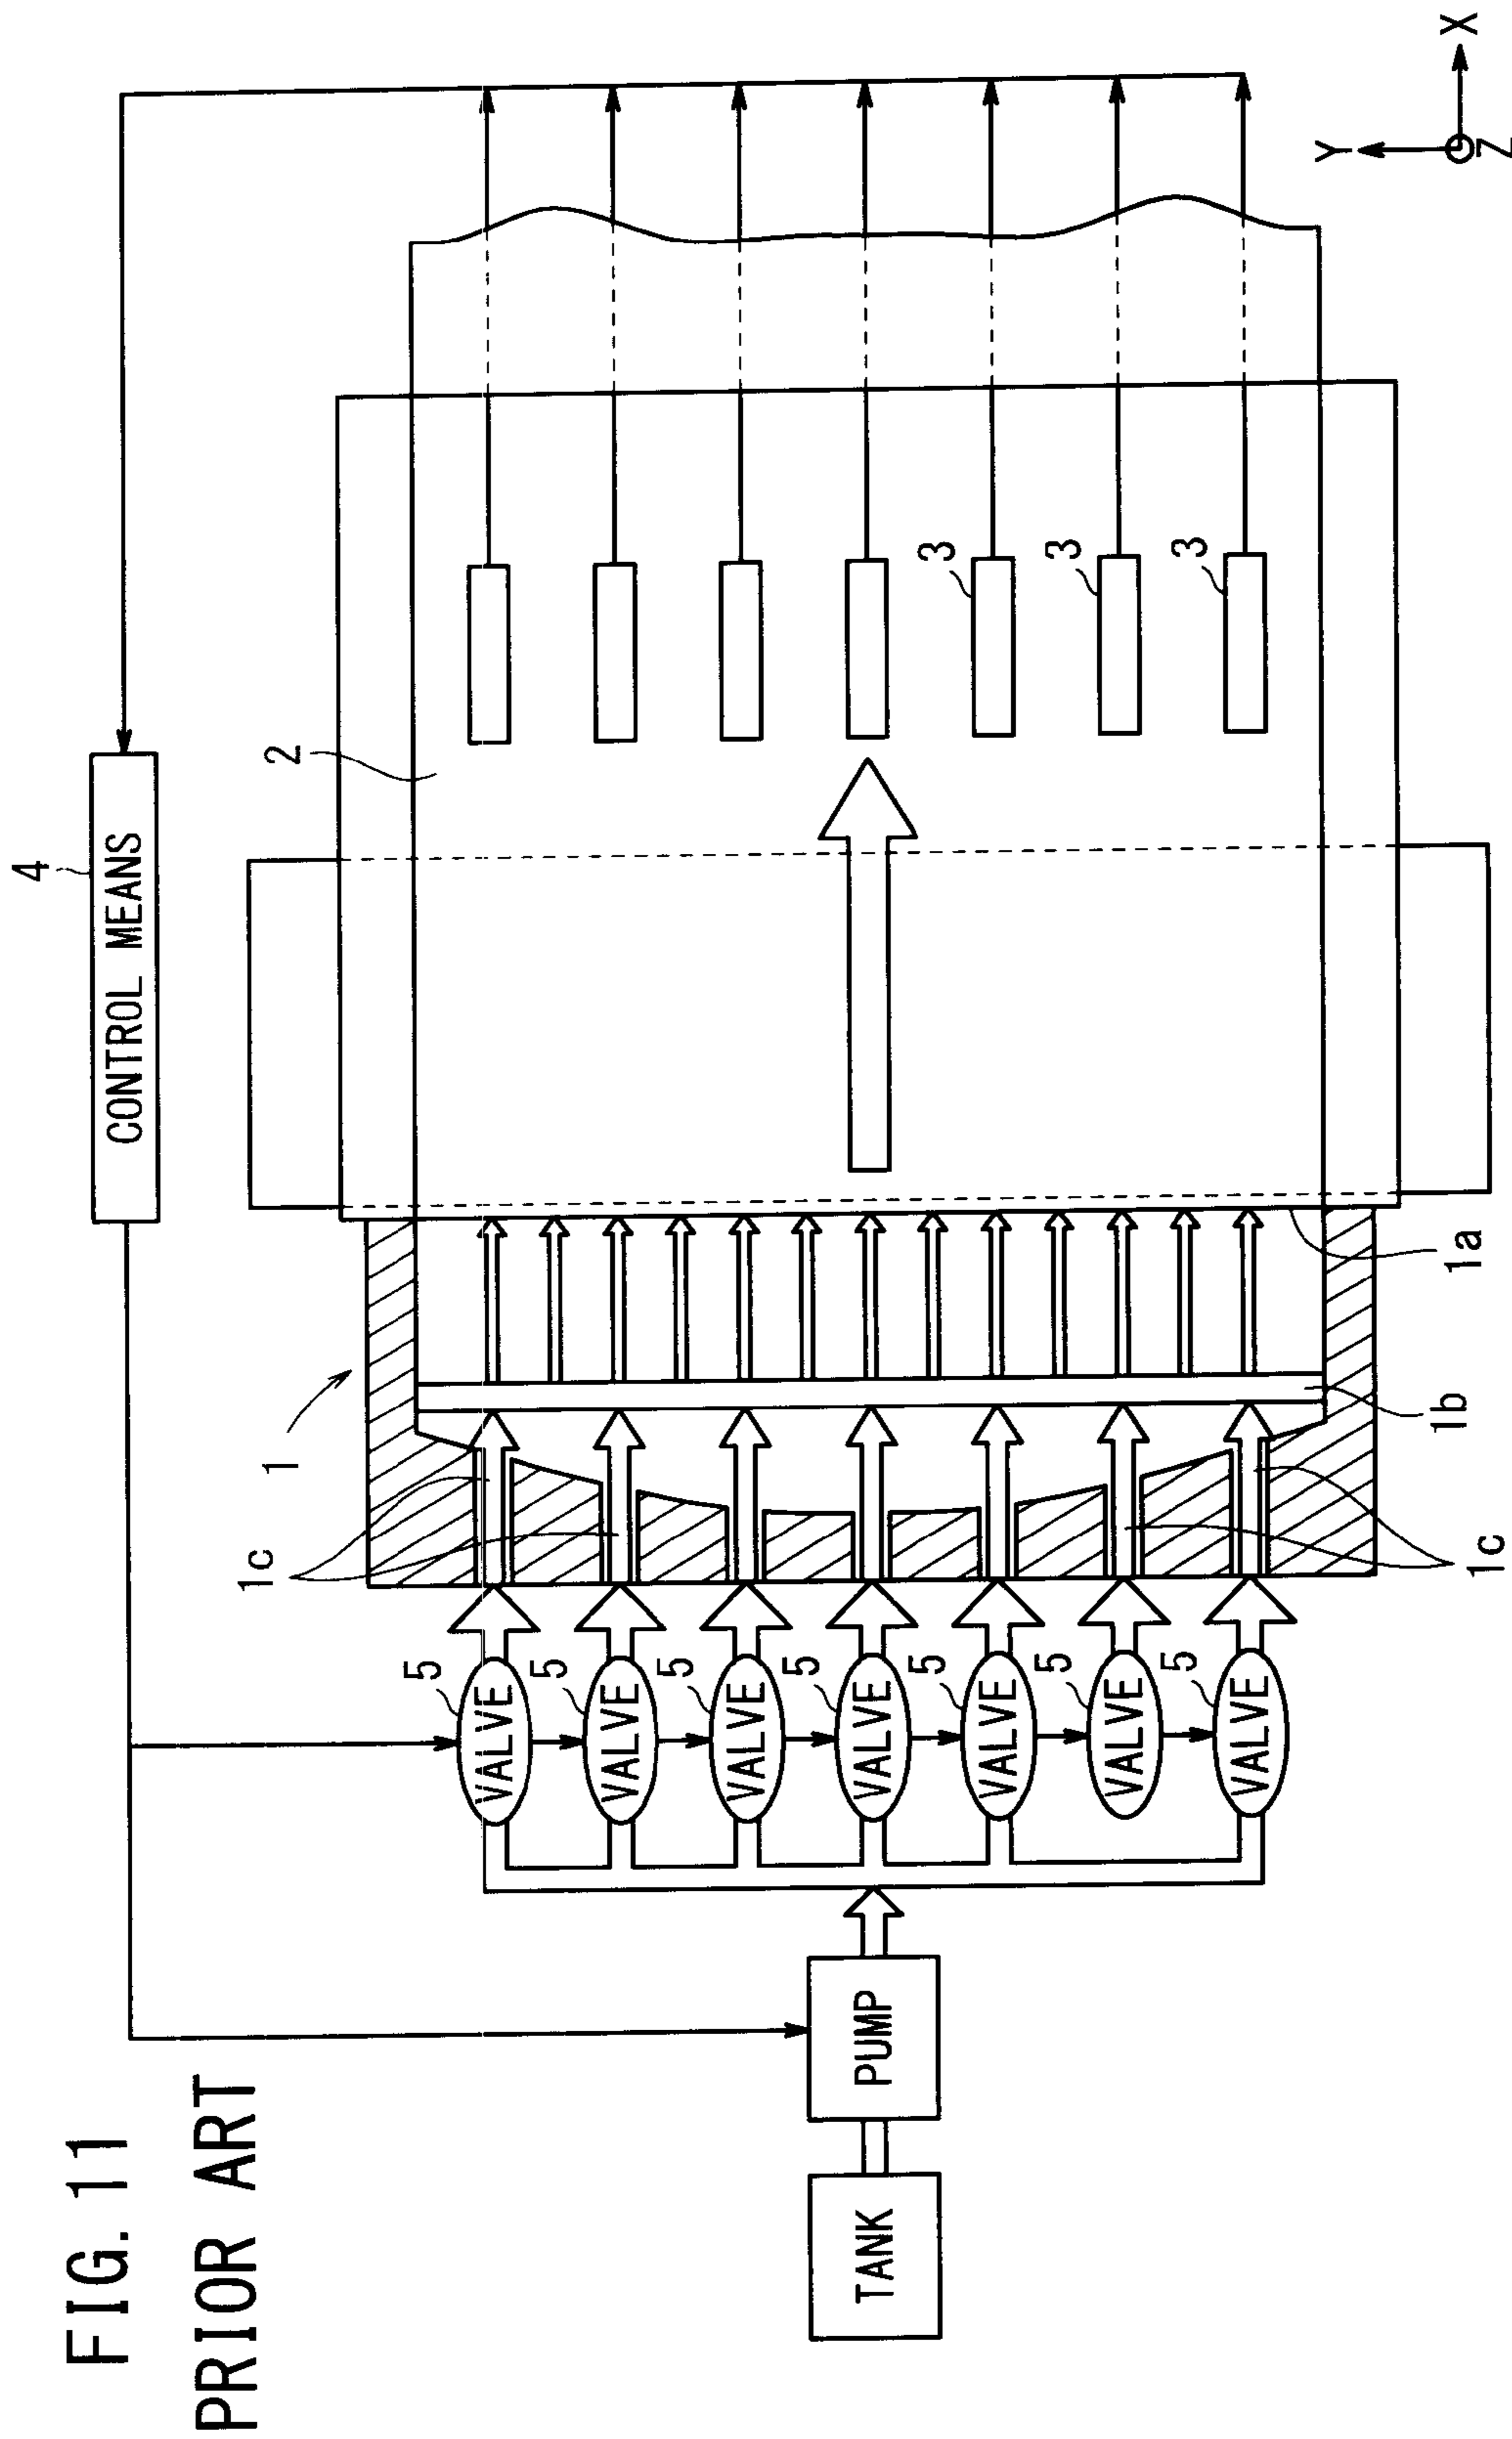 FIG. 11
PRIOR ART
4
CONTROL MEANS
2
3
3
3
1
1a
1b
1c
1c
5
5
5
5
5
5
5
VALVE
VALVE
VALVE
VALVE
VALVE
VALVE
VALVE
PUMP
TANK
Y
X
Z